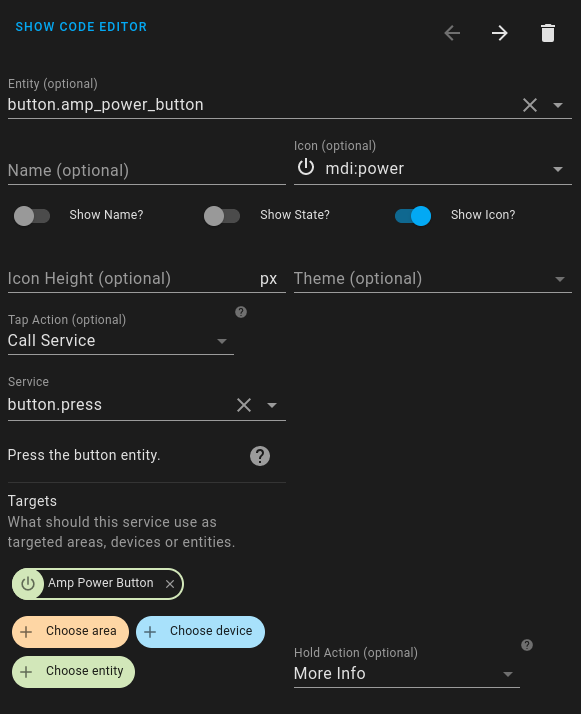 SHOW CODE EDITOR
Entity (optional)
button.amp_power_button
Name (optional)
Icon (optional)
mdi:power
Show Name?
Show State?
Show Icon?
Icon Height (optional)
px
Theme (optional)
Tap Action (optional)
?
Call Service
Service
button.press
Press the button entity.
?
Targets
What should this service use as
targeted areas, devices or entities.
Amp Power Button
Choose area
Choose device
Choose entity
Hold Action (optional)
?
More Info